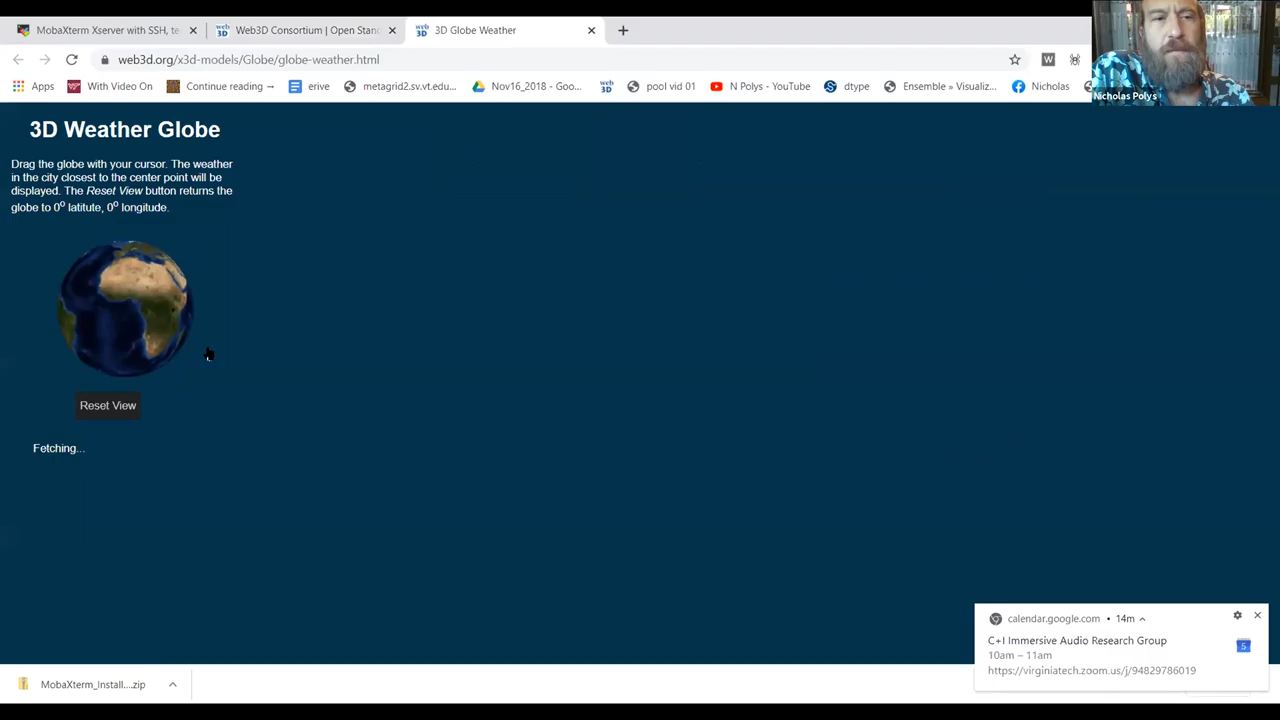 MobaXterm Xserver with SSH, te
Web3D Consortium | Open Stan
3D Globe Weather
web3d.org/x3d-models/Globe/globe-weather.html
Apps
With Video On
Continue reading →
erive
metagrid2.sv.vt.edu...
Nov16_2018 - Goo...
pool vid 01
N Polys - YouTube
dtype
Ensemble » Visualiz...
Nicholas
Nicholas Polys
3D Weather Globe
Drag the globe with your cursor. The weather
in the city closest to the center point will be
displayed. The Reset View button returns the
globe to 0º latitute, 0º longitude.
Reset View
Fetching...
calendar.google.com • 14m
C+I Immersive Audio Research Group
10am – 11am
5
https://virginiatech.zoom.us/j/94829786019
MobaXterm_Install....zip